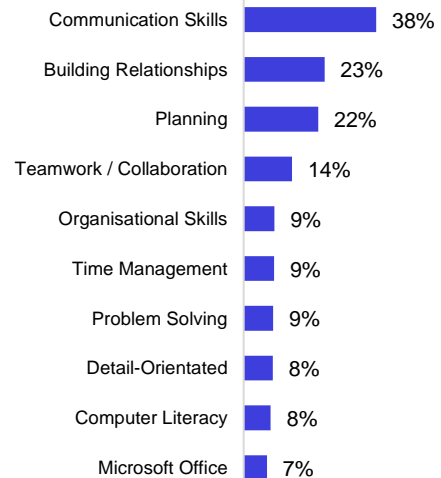 Communication Skills 38%
Building Relationships 23%
Planning 22%
Teamwork / Collaboration 14%
Organisational Skills 9%
Time Management 9%
Problem Solving 9%
Detail-Orientated 8%
Computer Literacy 8%
Microsoft Office 7%